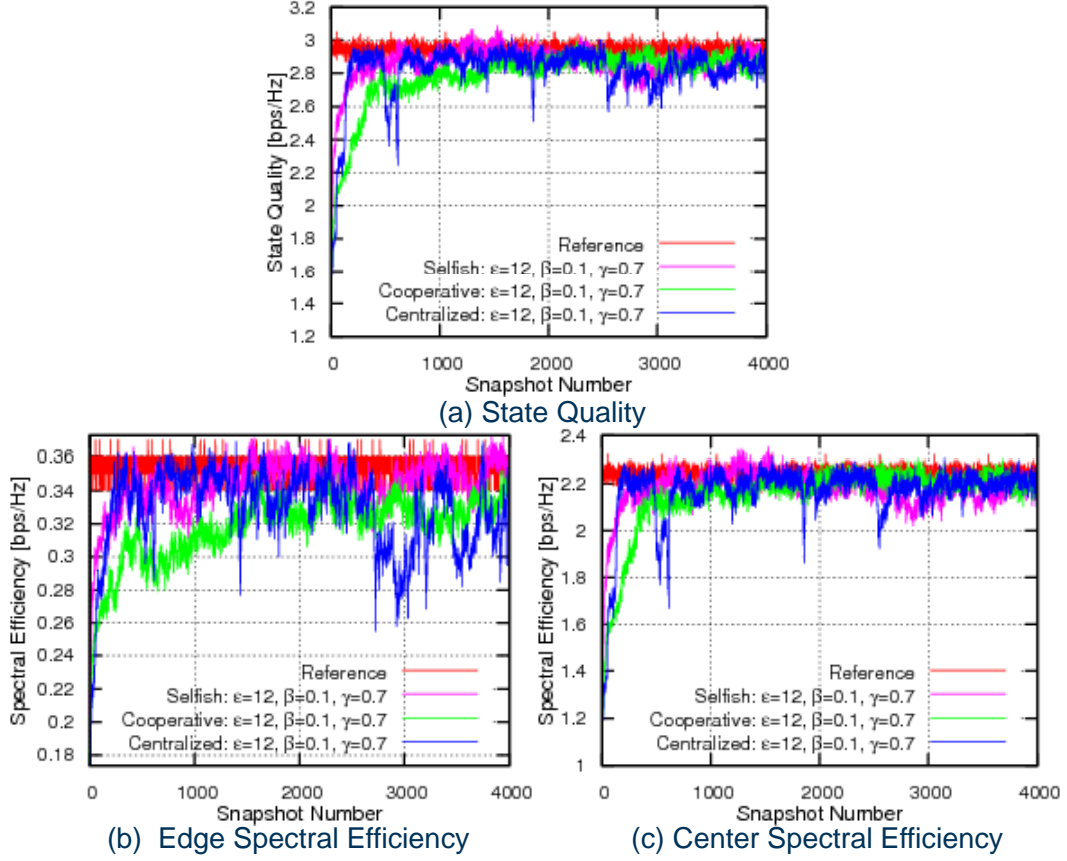 3.2
3
2.8
2.6
2.4
2.2
2
1.8
1.6
1.4
1.2
State Quality [bps/Hz]
Reference
Selfish: ε=12, β=0.1, γ=0.7
Cooperative: ε=12, β=0.1, γ=0.7
Centralized: ε=12, β=0.1, γ=0.7
0 1000 2000 3000 4000
Snapshot Number
(a) State Quality
0.36
0.34
0.32
0.3
0.28
0.26
0.24
0.22
0.2
0.18
Spectral Efficiency [bps/Hz]
Reference
Selfish: ε=12, β=0.1, γ=0.7
Cooperative: ε=12, β=0.1, γ=0.7
Centralized: ε=12, β=0.1, γ=0.7
0 1000 2000 3000 4000
Snapshot Number
(b) Edge Spectral Efficiency
2.4
2.2
2
1.8
1.6
1.4
1.2
1
Spectral Efficiency [bps/Hz]
Reference
Selfish: ε=12, β=0.1, γ=0.7
Cooperative: ε=12, β=0.1, γ=0.7
Centralized: ε=12, β=0.1, γ=0.7
0 1000 2000 3000 4000
Snapshot Number
(c) Center Spectral Efficiency